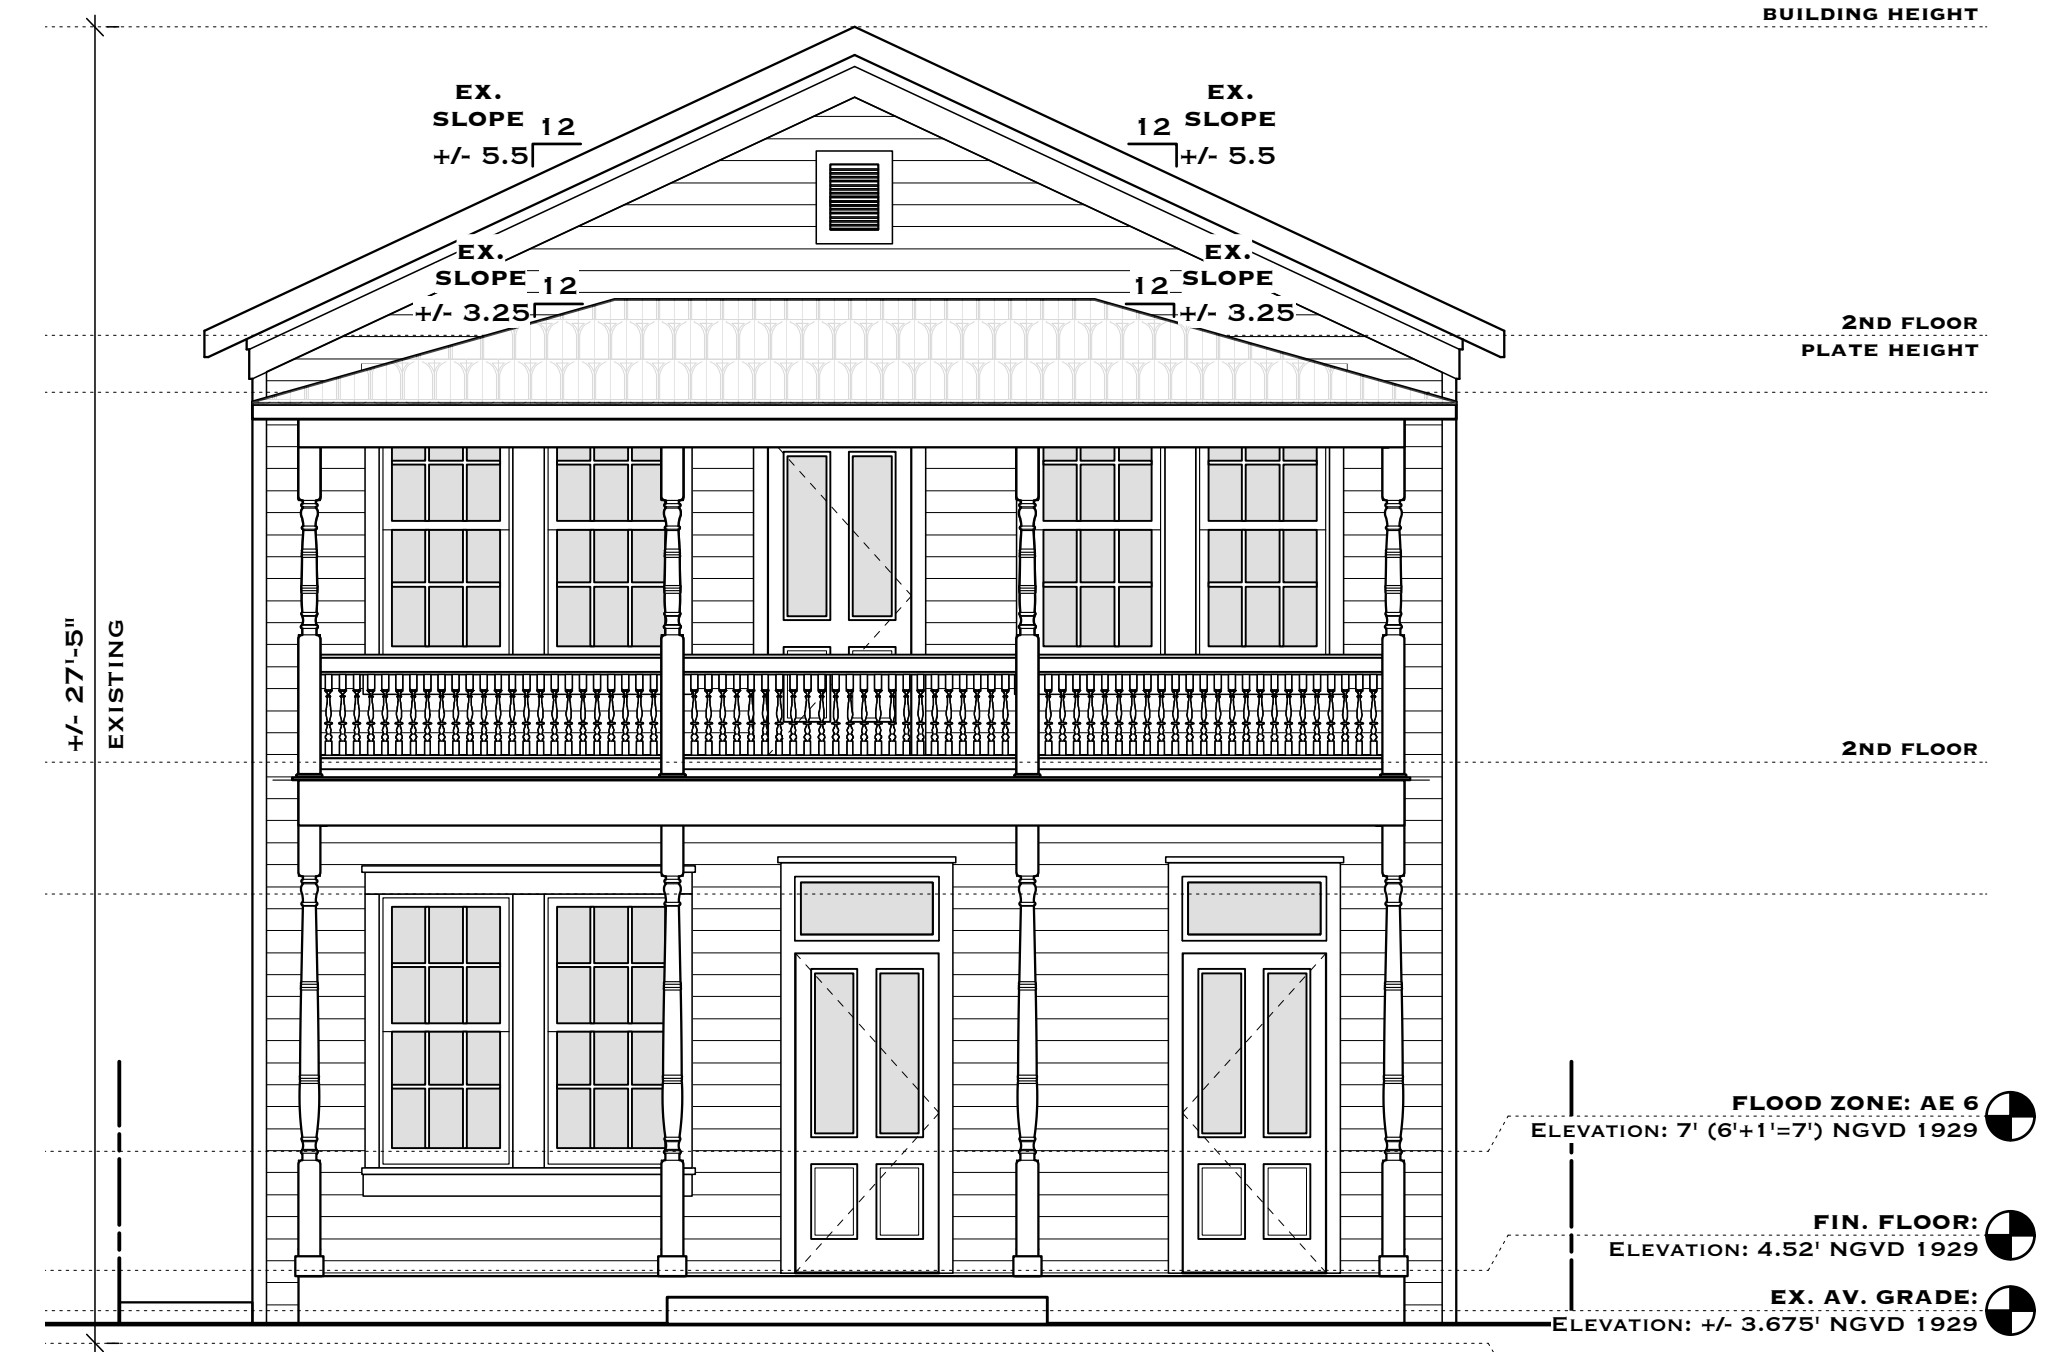 BUILDING HEIGHT
EX.
SLOPE
12
+/- 5.5
EX.
12 SLOPE
+/- 5.5
EX.
SLOPE
12
+/- 3.25
EX.
12 SLOPE
+/- 3.25
2ND FLOOR
PLATE HEIGHT
+/- 27'-5"
EXISTING
2ND FLOOR
FLOOD ZONE: AE 6
ELEVATION: 7' (6'+1'=7') NGVD 1929
FIN. FLOOR:
ELEVATION: 4.52' NGVD 1929
EX. AV. GRADE:
ELEVATION: +/- 3.675' NGVD 1929